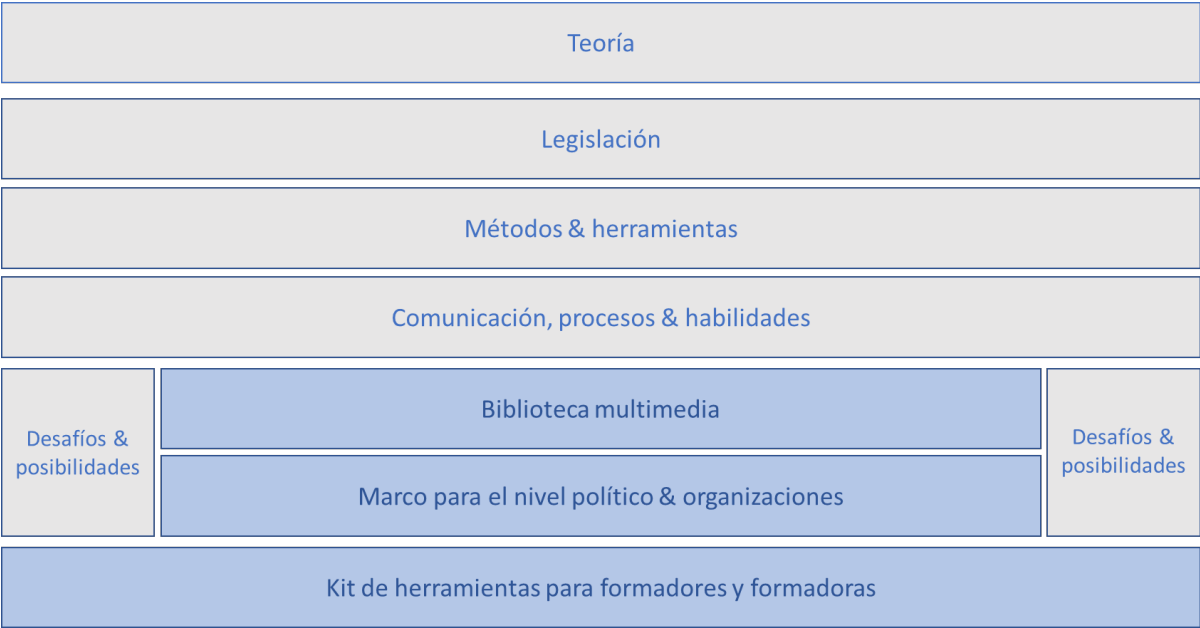 Teoría
Legislación
Métodos & herramientas
Comunicación, procesos & habilidades
Desafíos &
posibilidades
Biblioteca multimedia
Marco para el nivel político & organizaciones
Desafíos &
posibilidades
Kit de herramientas para formadores y formadoras